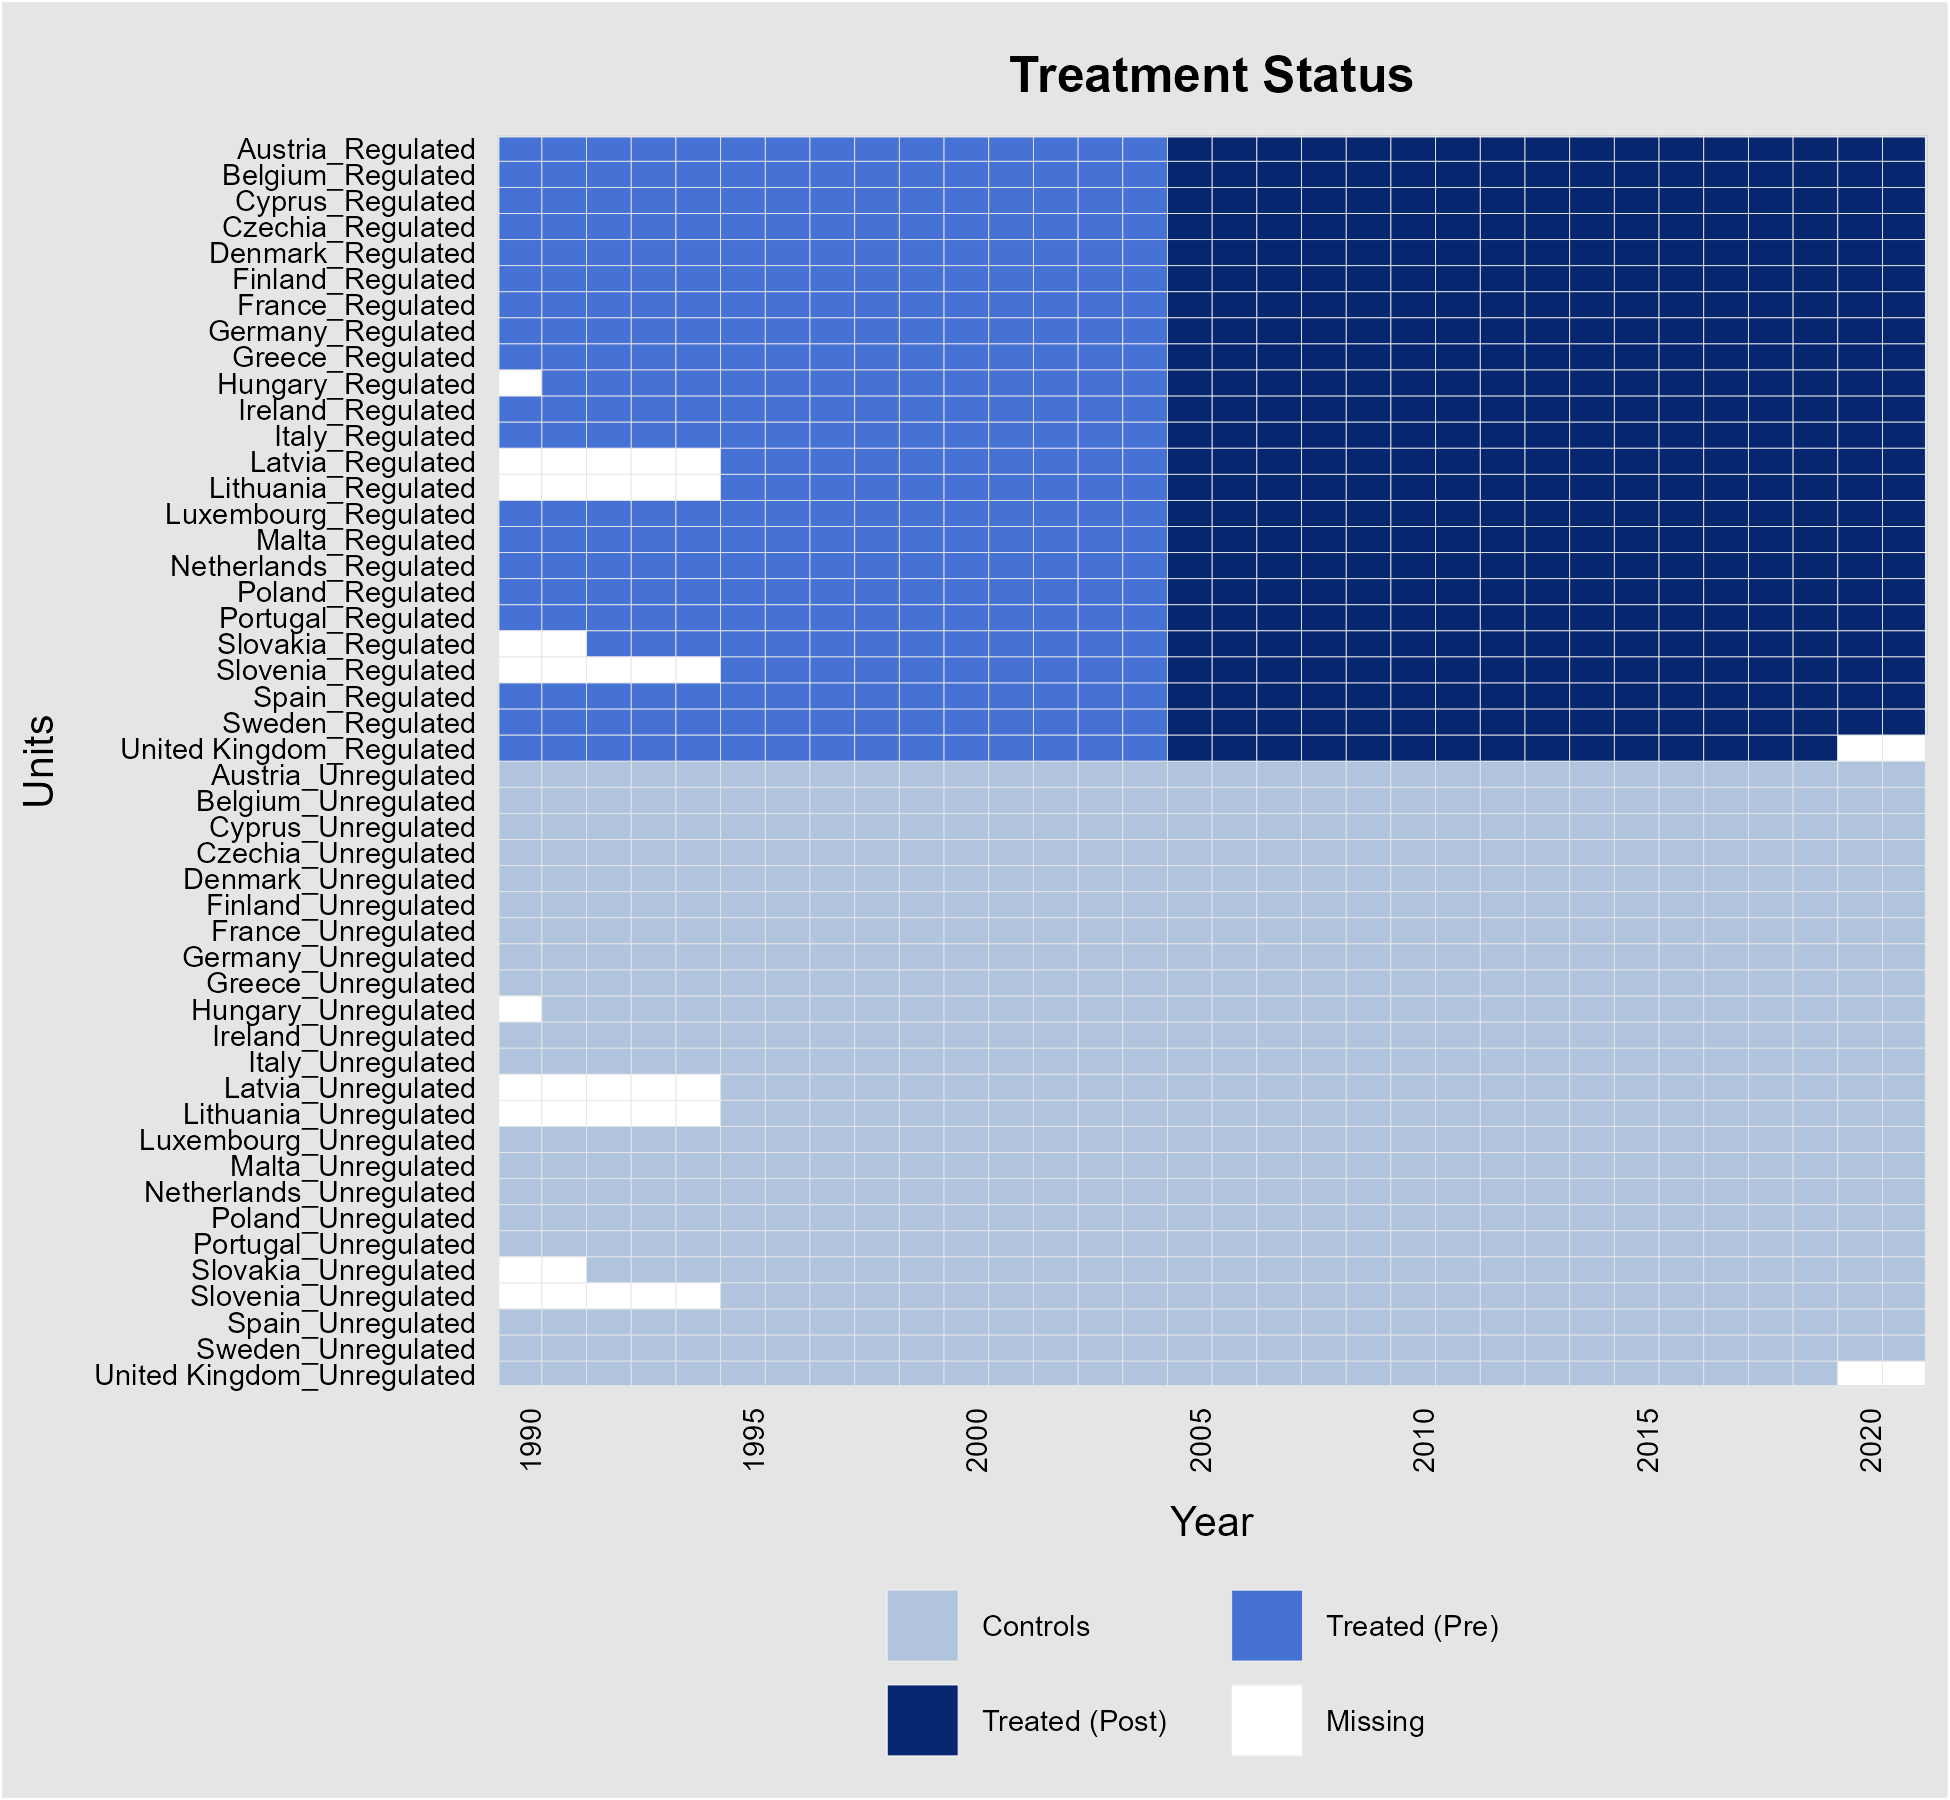 Treatment Status
Units
Austria_Regulated
Belgium_Regulated
Cyprus_Regulated
Czechia_Regulated
Denmark_Regulated
Finland_Regulated
France_Regulated
Germany_Regulated
Greece_Regulated
Hungary_Regulated
Ireland_Regulated
Italy_Regulated
Latvia_Regulated
Lithuania_Regulated
Luxembourg_Regulated
Malta_Regulated
Netherlands_Regulated
Poland_Regulated
Portugal_Regulated
Slovakia_Regulated
Slovenia_Regulated
Spain_Regulated
Sweden_Regulated
United Kingdom_Regulated
Austria_Unregulated
Belgium_Unregulated
Cyprus_Unregulated
Czechia_Unregulated
Denmark_Unregulated
Finland_Unregulated
France_Unregulated
Germany_Unregulated
Greece_Unregulated
Hungary_Unregulated
Ireland_Unregulated
Italy_Unregulated
Latvia_Unregulated
Lithuania_Unregulated
Luxembourg_Unregulated
Malta_Unregulated
Netherlands_Unregulated
Poland_Unregulated
Portugal_Unregulated
Slovakia_Unregulated
Slovenia_Unregulated
Spain_Unregulated
Sweden_Unregulated
United Kingdom_Unregulated
1990
1995
2000
2005
2010
2015
2020
Year
Controls
Treated (Pre)
Treated (Post)
Missing